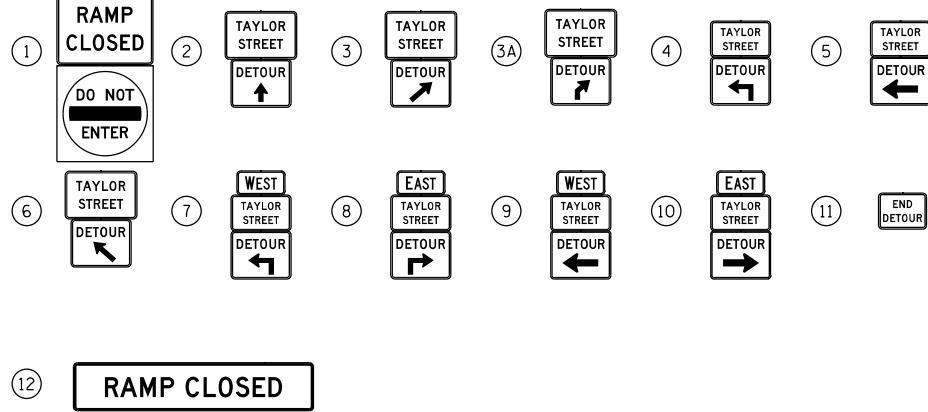 1
RAMP
CLOSED
DO NOT
ENTER
2
TAYLOR
STREET
DETOUR
3
TAYLOR
STREET
DETOUR
3A
TAYLOR
STREET
DETOUR
4
TAYLOR
STREET
DETOUR
5
TAYLOR
STREET
DETOUR
6
TAYLOR
STREET
DETOUR
7
WEST
TAYLOR
STREET
DETOUR
8
EAST
TAYLOR
STREET
DETOUR
9
WEST
TAYLOR
STREET
DETOUR
10
EAST
TAYLOR
STREET
DETOUR
11
END
DETOUR
12
RAMP CLOSED